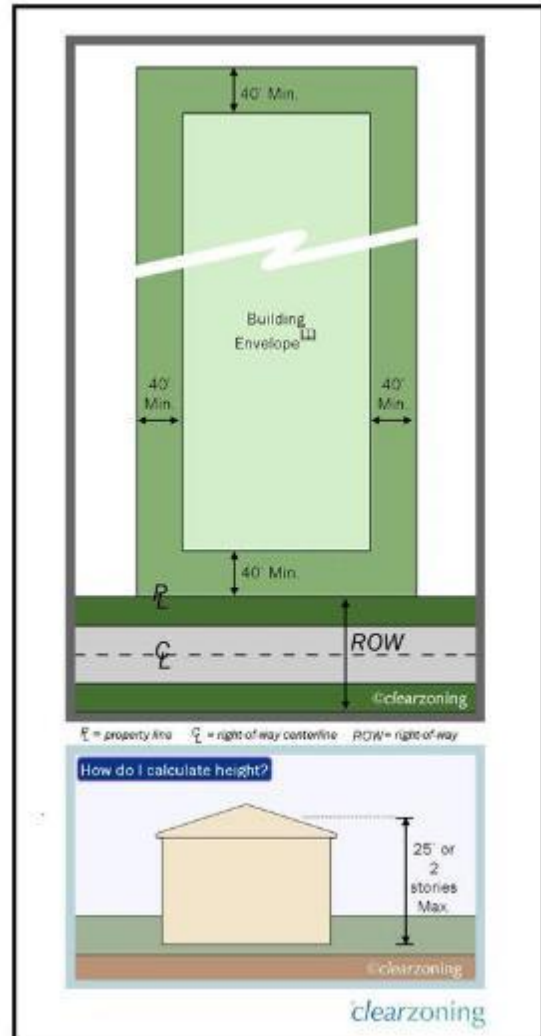 40' Min.
Building
Envelope
40'
Min.
40'
Min.
40' Min.
PL
CL
ROW
©clearzoning
PL = property line CL = right-of-way centerline ROW = right-of-way
How do I calculate height?
25' or
2
stories
Max.
©clearzoning
clearzoning